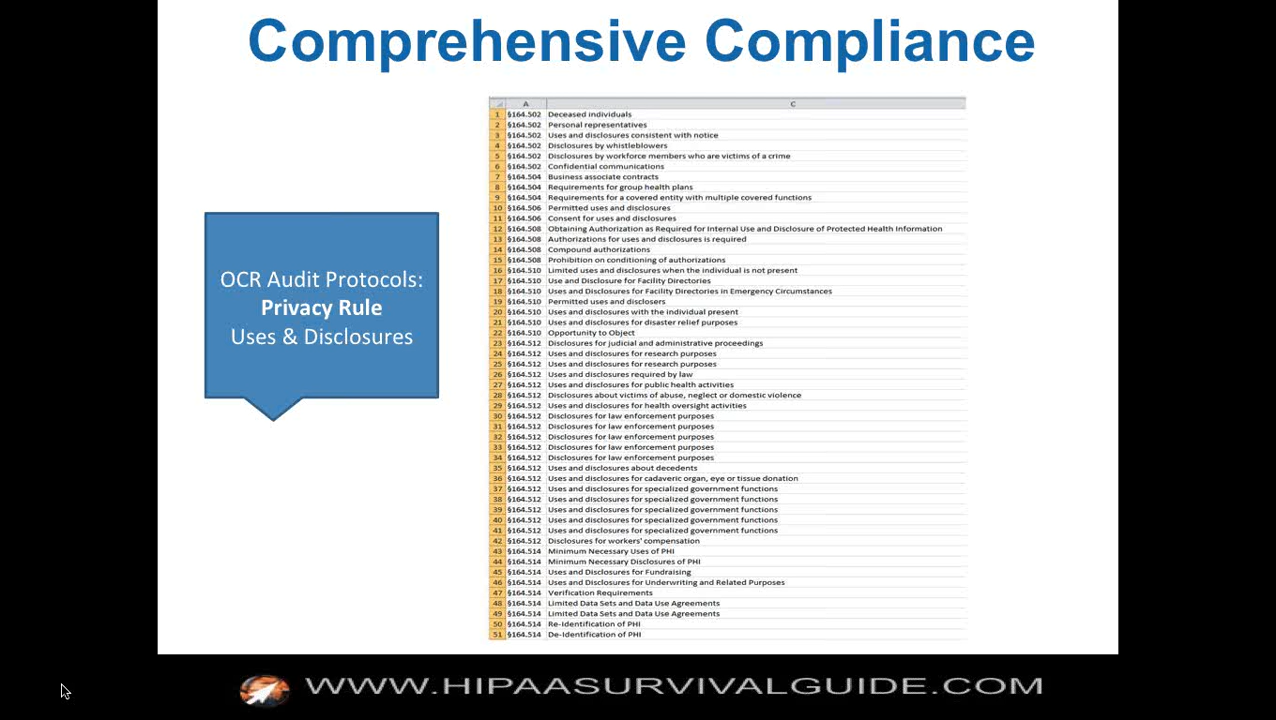 Comprehensive Compliance
OCR Audit Protocols:
Privacy Rule
Uses & Disclosures
A C
1 §164.502 Deceased individuals
2 §164.502 Personal representatives
3 §164.502 Uses and disclosures consistent with notice
4 §164.502 Disclosures by whistleblowers
5 §164.502 Disclosures by workforce members who are victims of a crime
6 §164.502 Confidential communications
7 §164.504 Business associate contracts
8 §164.504 Requirements for group health plans
9 §164.504 Requirements for a covered entity with multiple covered functions
10 §164.506 Permitted uses and disclosures
11 §164.506 Consent for uses and disclosures
12 §164.508 Obtaining Authorization as Required for Internal Use and Disclosure of Protected Health Information
13 §164.508 Authorizations for uses and disclosures is required
14 §164.508 Compound authorizations
15 §164.508 Prohibition on conditioning of authorizations
16 §164.510 Limited uses and disclosures when the individual is not present
17 §164.510 Use and Disclosure for Facility Directories
18 §164.510 Uses and Disclosures for Facility Directories in Emergency Circumstances
19 §164.510 Permitted uses and disclosers
20 §164.510 Uses and disclosures with the individual present
21 §164.510 Uses and disclosures for disaster relief purposes
22 §164.510 Opportunity to Object
23 §164.512 Disclosures for judicial and administrative proceedings
24 §164.512 Uses and disclosures for research purposes
25 §164.512 Uses and disclosures for research purposes
26 §164.512 Uses and disclosures required by law
27 §164.512 Uses and disclosures for public health activities
28 §164.512 Disclosures about victims of abuse, neglect or domestic violence
29 §164.512 Uses and disclosures for health oversight activities
30 §164.512 Disclosures for law enforcement purposes
31 §164.512 Disclosures for law enforcement purposes
32 §164.512 Disclosures for law enforcement purposes
33 §164.512 Disclosures for law enforcement purposes
34 §164.512 Disclosures for law enforcement purposes
35 §164.512 Uses and disclosures about decedents
36 §164.512 Uses and disclosures for cadaveric organ, eye or tissue donation
37 §164.512 Uses and disclosures for specialized government functions
38 §164.512 Uses and disclosures for specialized government functions
39 §164.512 Uses and disclosures for specialized government functions
40 §164.512 Uses and disclosures for specialized government functions
41 §164.512 Uses and disclosures for specialized government functions
42 §164.512 Disclosures for workers' compensation
43 §164.514 Minimum Necessary Uses of PHI
44 §164.514 Minimum Necessary Disclosures of PHI
45 §164.514 Uses and Disclosures for Fundraising
46 §164.514 Uses and Disclosures for Underwriting and Related Purposes
47 §164.514 Verification Requirements
48 §164.514 Limited Data Sets and Data Use Agreements
49 §164.514 Limited Data Sets and Data Use Agreements
50 §164.514 Re-Identification of PHI
51 §164.514 De-Identification of PHI
WWW.HIPAASURVIVALGUIDE.COM